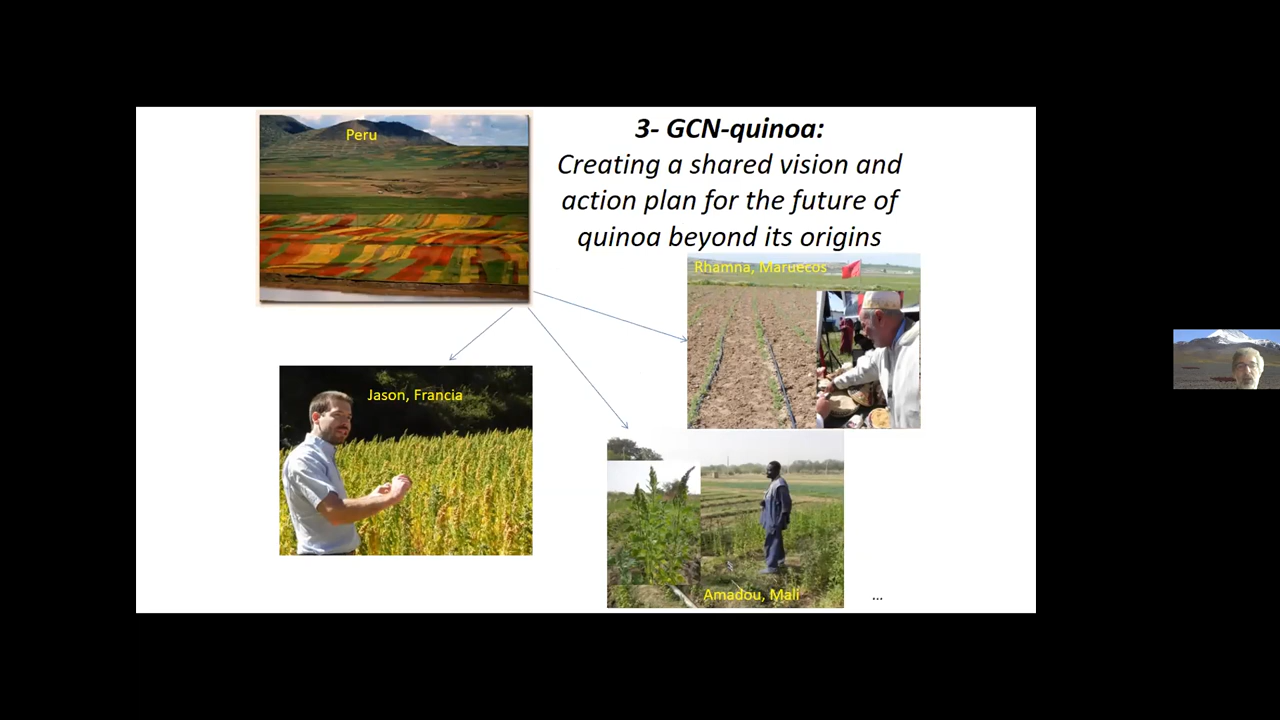 Peru
3- GCN-quinoa:
Creating a shared vision and
action plan for the future of
quinoa beyond its origins
Rhamna, Maruecos
Jason, Francia
Amadou, Mali
...